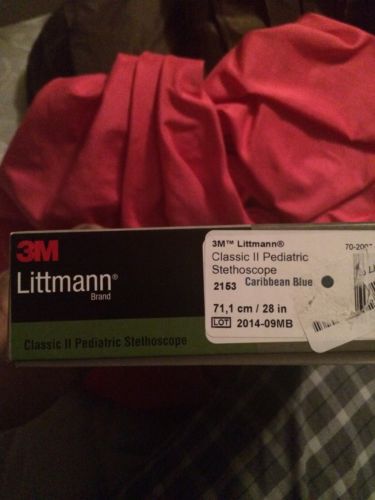 3M
Littmann®
Brand
Classic II Pediatric Stethoscope
3M™ Littmann®
Classic II Pediatric
Stethoscope
2153 Caribbean Blue
71,1 cm / 28 in
LOT 2014-09MB